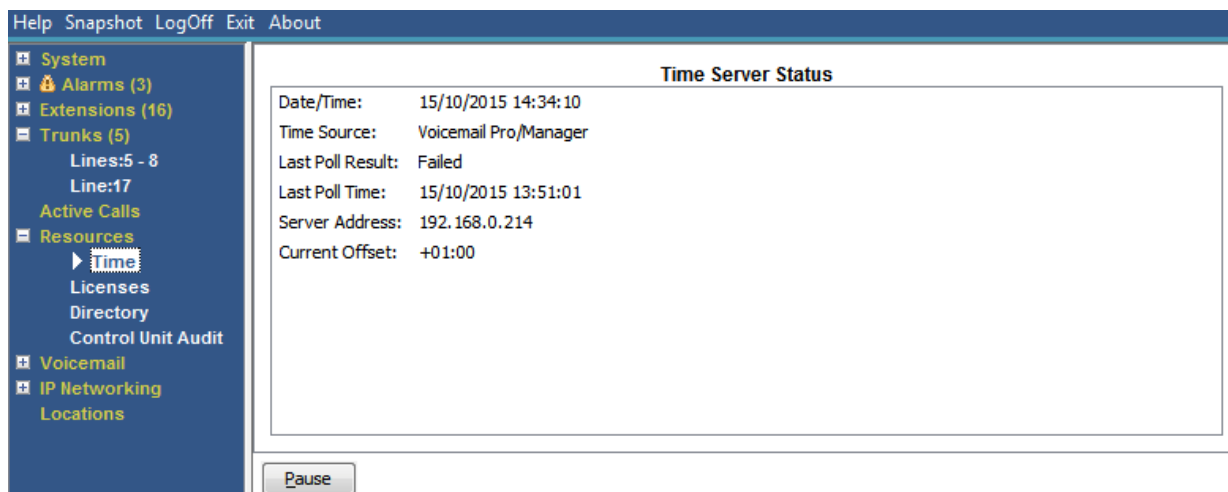 Help Snapshot LogOff Exit About
System
Alarms (3)
Extensions (16)
Trunks (5)
Lines:5 - 8
Line:17
Active Calls
Resources
Time
Licenses
Directory
Control Unit Audit
Voicemail
IP Networking
Locations
Time Server Status
Date/Time: 15/10/2015 14:34:10
Time Source: Voicemail Pro/Manager
Last Poll Result: Failed
Last Poll Time: 15/10/2015 13:51:01
Server Address: 192.168.0.214
Current Offset: +01:00
Pause